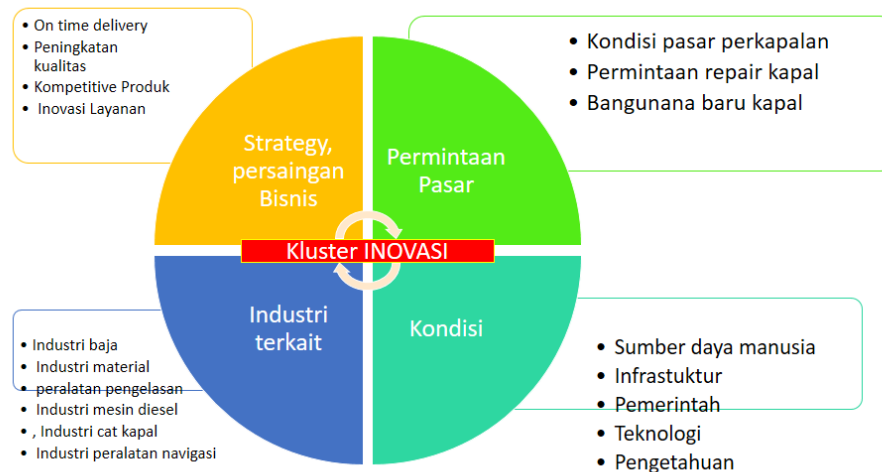 • On time delivery
• Peningkatan
kualitas
• Kompetitive Produk
• Inovasi Layanan
• Kondisi pasar perkapalan
• Permintaan repair kapal
• Bangunana baru kapal
Strategy,
persaingan
Bisnis
Permintaan
Pasar
Kluster INOVASI
Industri
terkait
Kondisi
• Industri baja
• Industri material
• peralatan pengelasan
• Industri mesin diesel
• , Industri cat kapal
• Industri peralatan navigasi
• Sumber daya manusia
• Infrastuktur
• Pemerintah
• Teknologi
• Pengetahuan